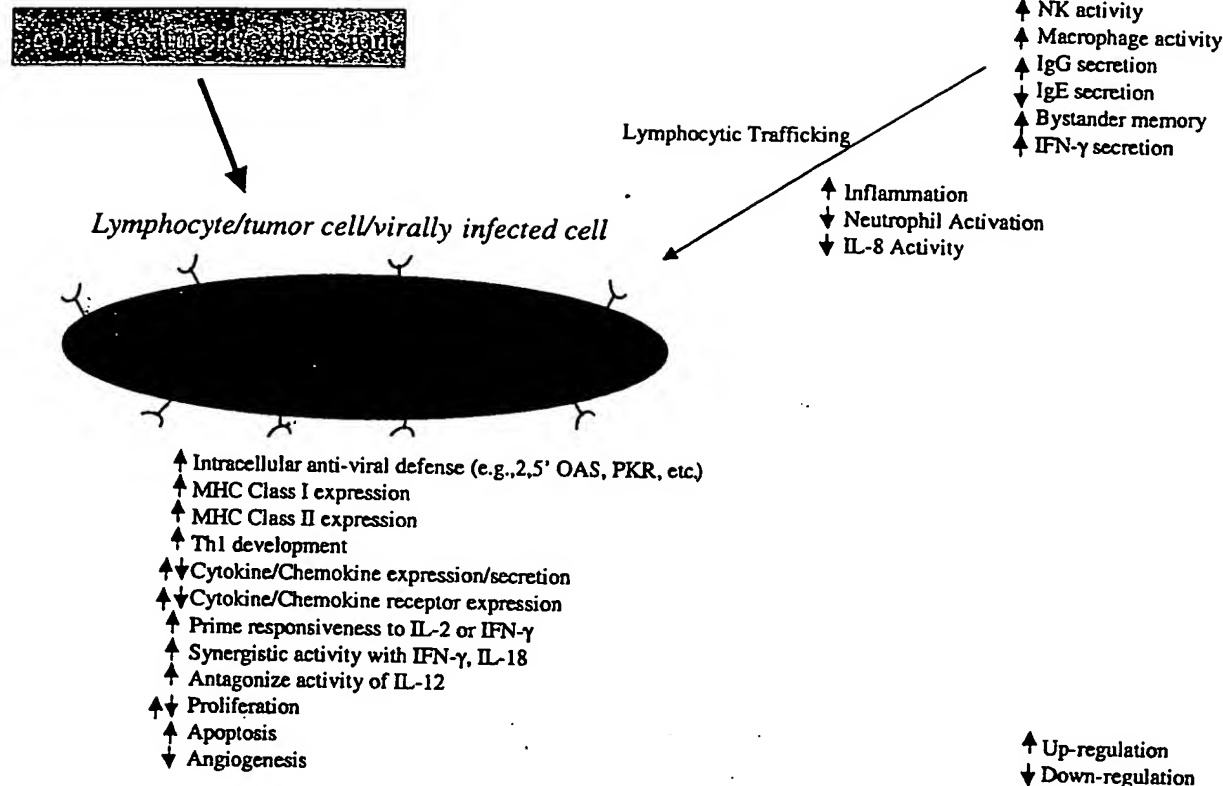 NK activity
Macrophage activity
IgG secretion
IgE secretion
Bystander memory
IFN-γ secretion
Lymphocytic Trafficking
Inflammation
Neutrophil Activation
IL-8 Activity
Lymphocyte/tumor cell/virally infected cell
Intracellular anti-viral defense (e.g.,2,5' OAS, PKR, etc.)
MHC Class I expression
MHC Class II expression
Th1 development
Cytokine/Chemokine expression/secretion
Cytokine/Chemokine receptor expression
Prime responsiveness to IL-2 or IFN-γ
Synergistic activity with IFN-γ, IL-18
Antagonize activity of IL-12
Proliferation
Apoptosis
Angiogenesis
Up-regulation
Down-regulation